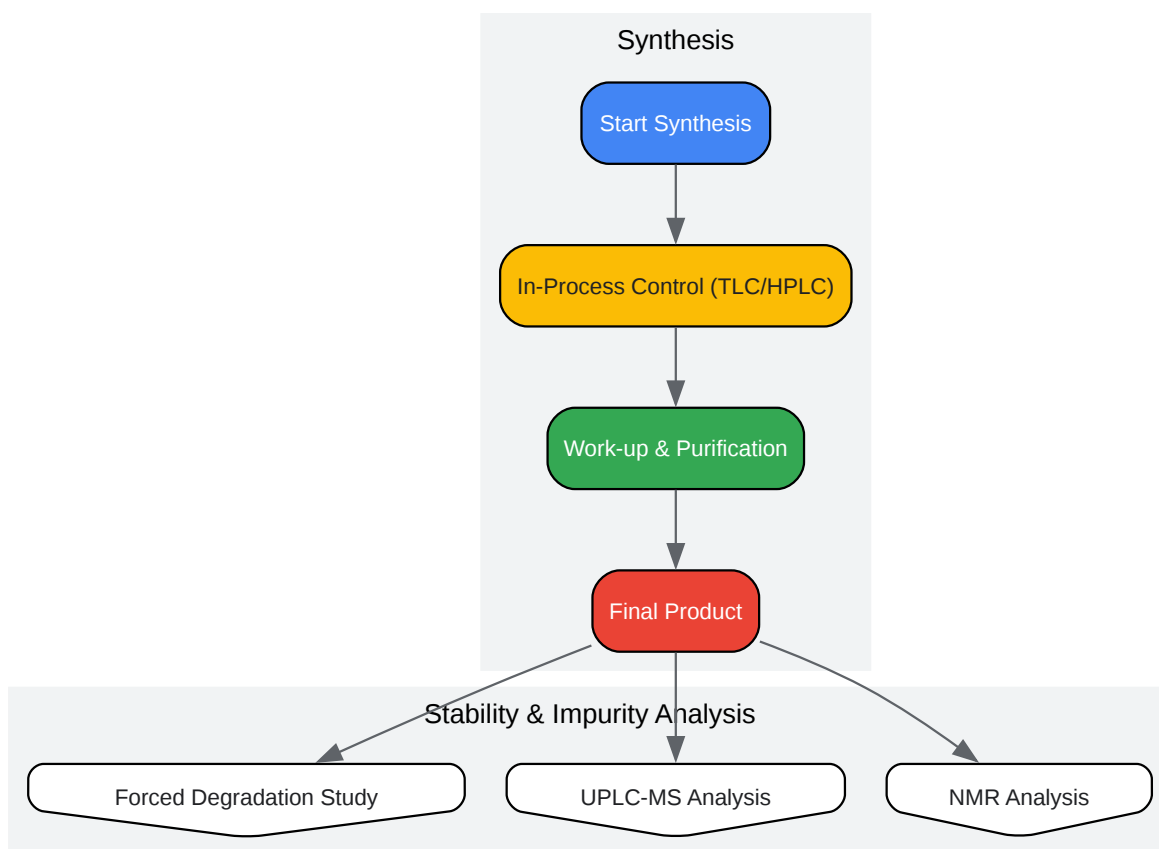 Synthesis
Start Synthesis
In-Process Control (TLC/HPLC)
Work-up & Purification
Final Product
Stability & Impurity Analysis
Forced Degradation Study
UPLC-MS Analysis
NMR Analysis